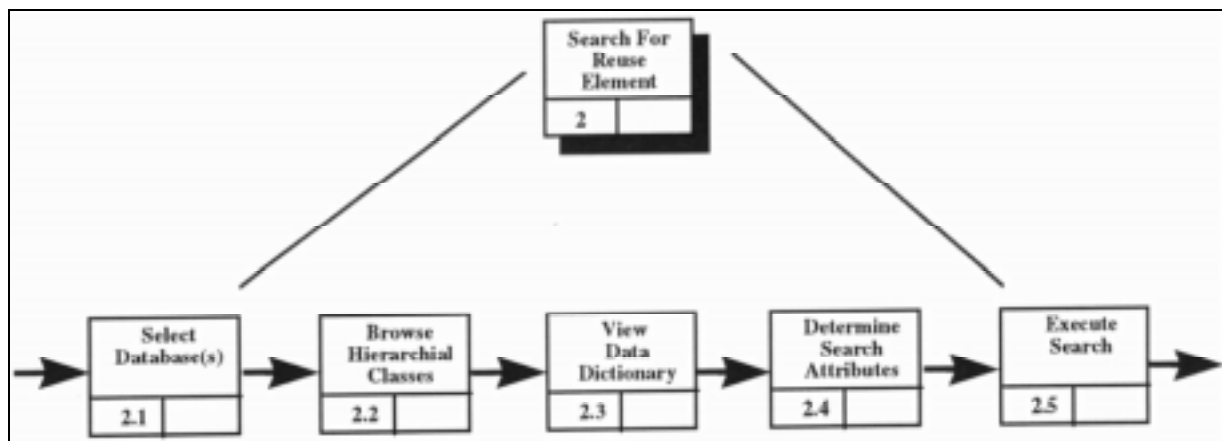 Search For
Reuse
Element
2
Select
Database(s)
2.1
Browse
Hierarchial
Classes
2.2
View
Data
Dictionary
2.3
Determine
Search
Attributes
2.4
Execute
Search
2.5